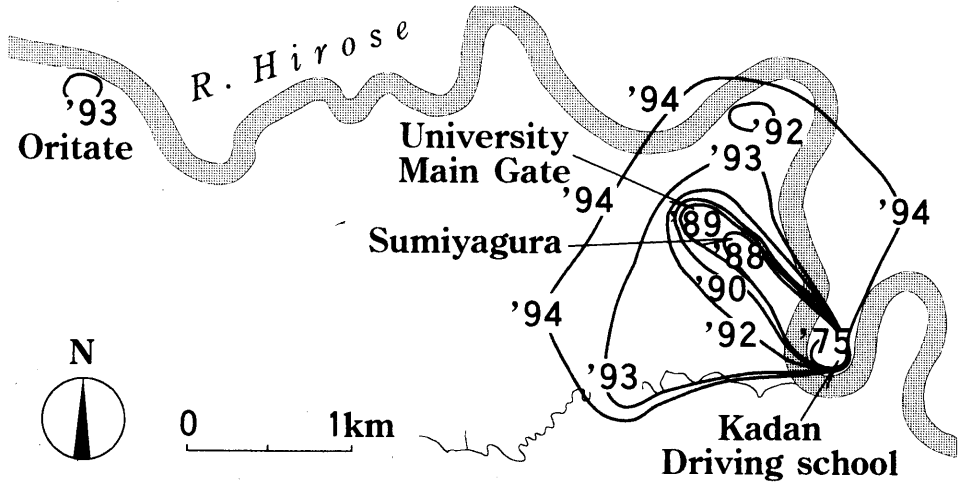 R. Hirose
'93
Oritate
'94
'92
University
Main Gate
'93
'94
'94
'89
Sumiyagura
'88
'90
'94
'92
'75
N
'93
0 1km
Kadan
Driving school